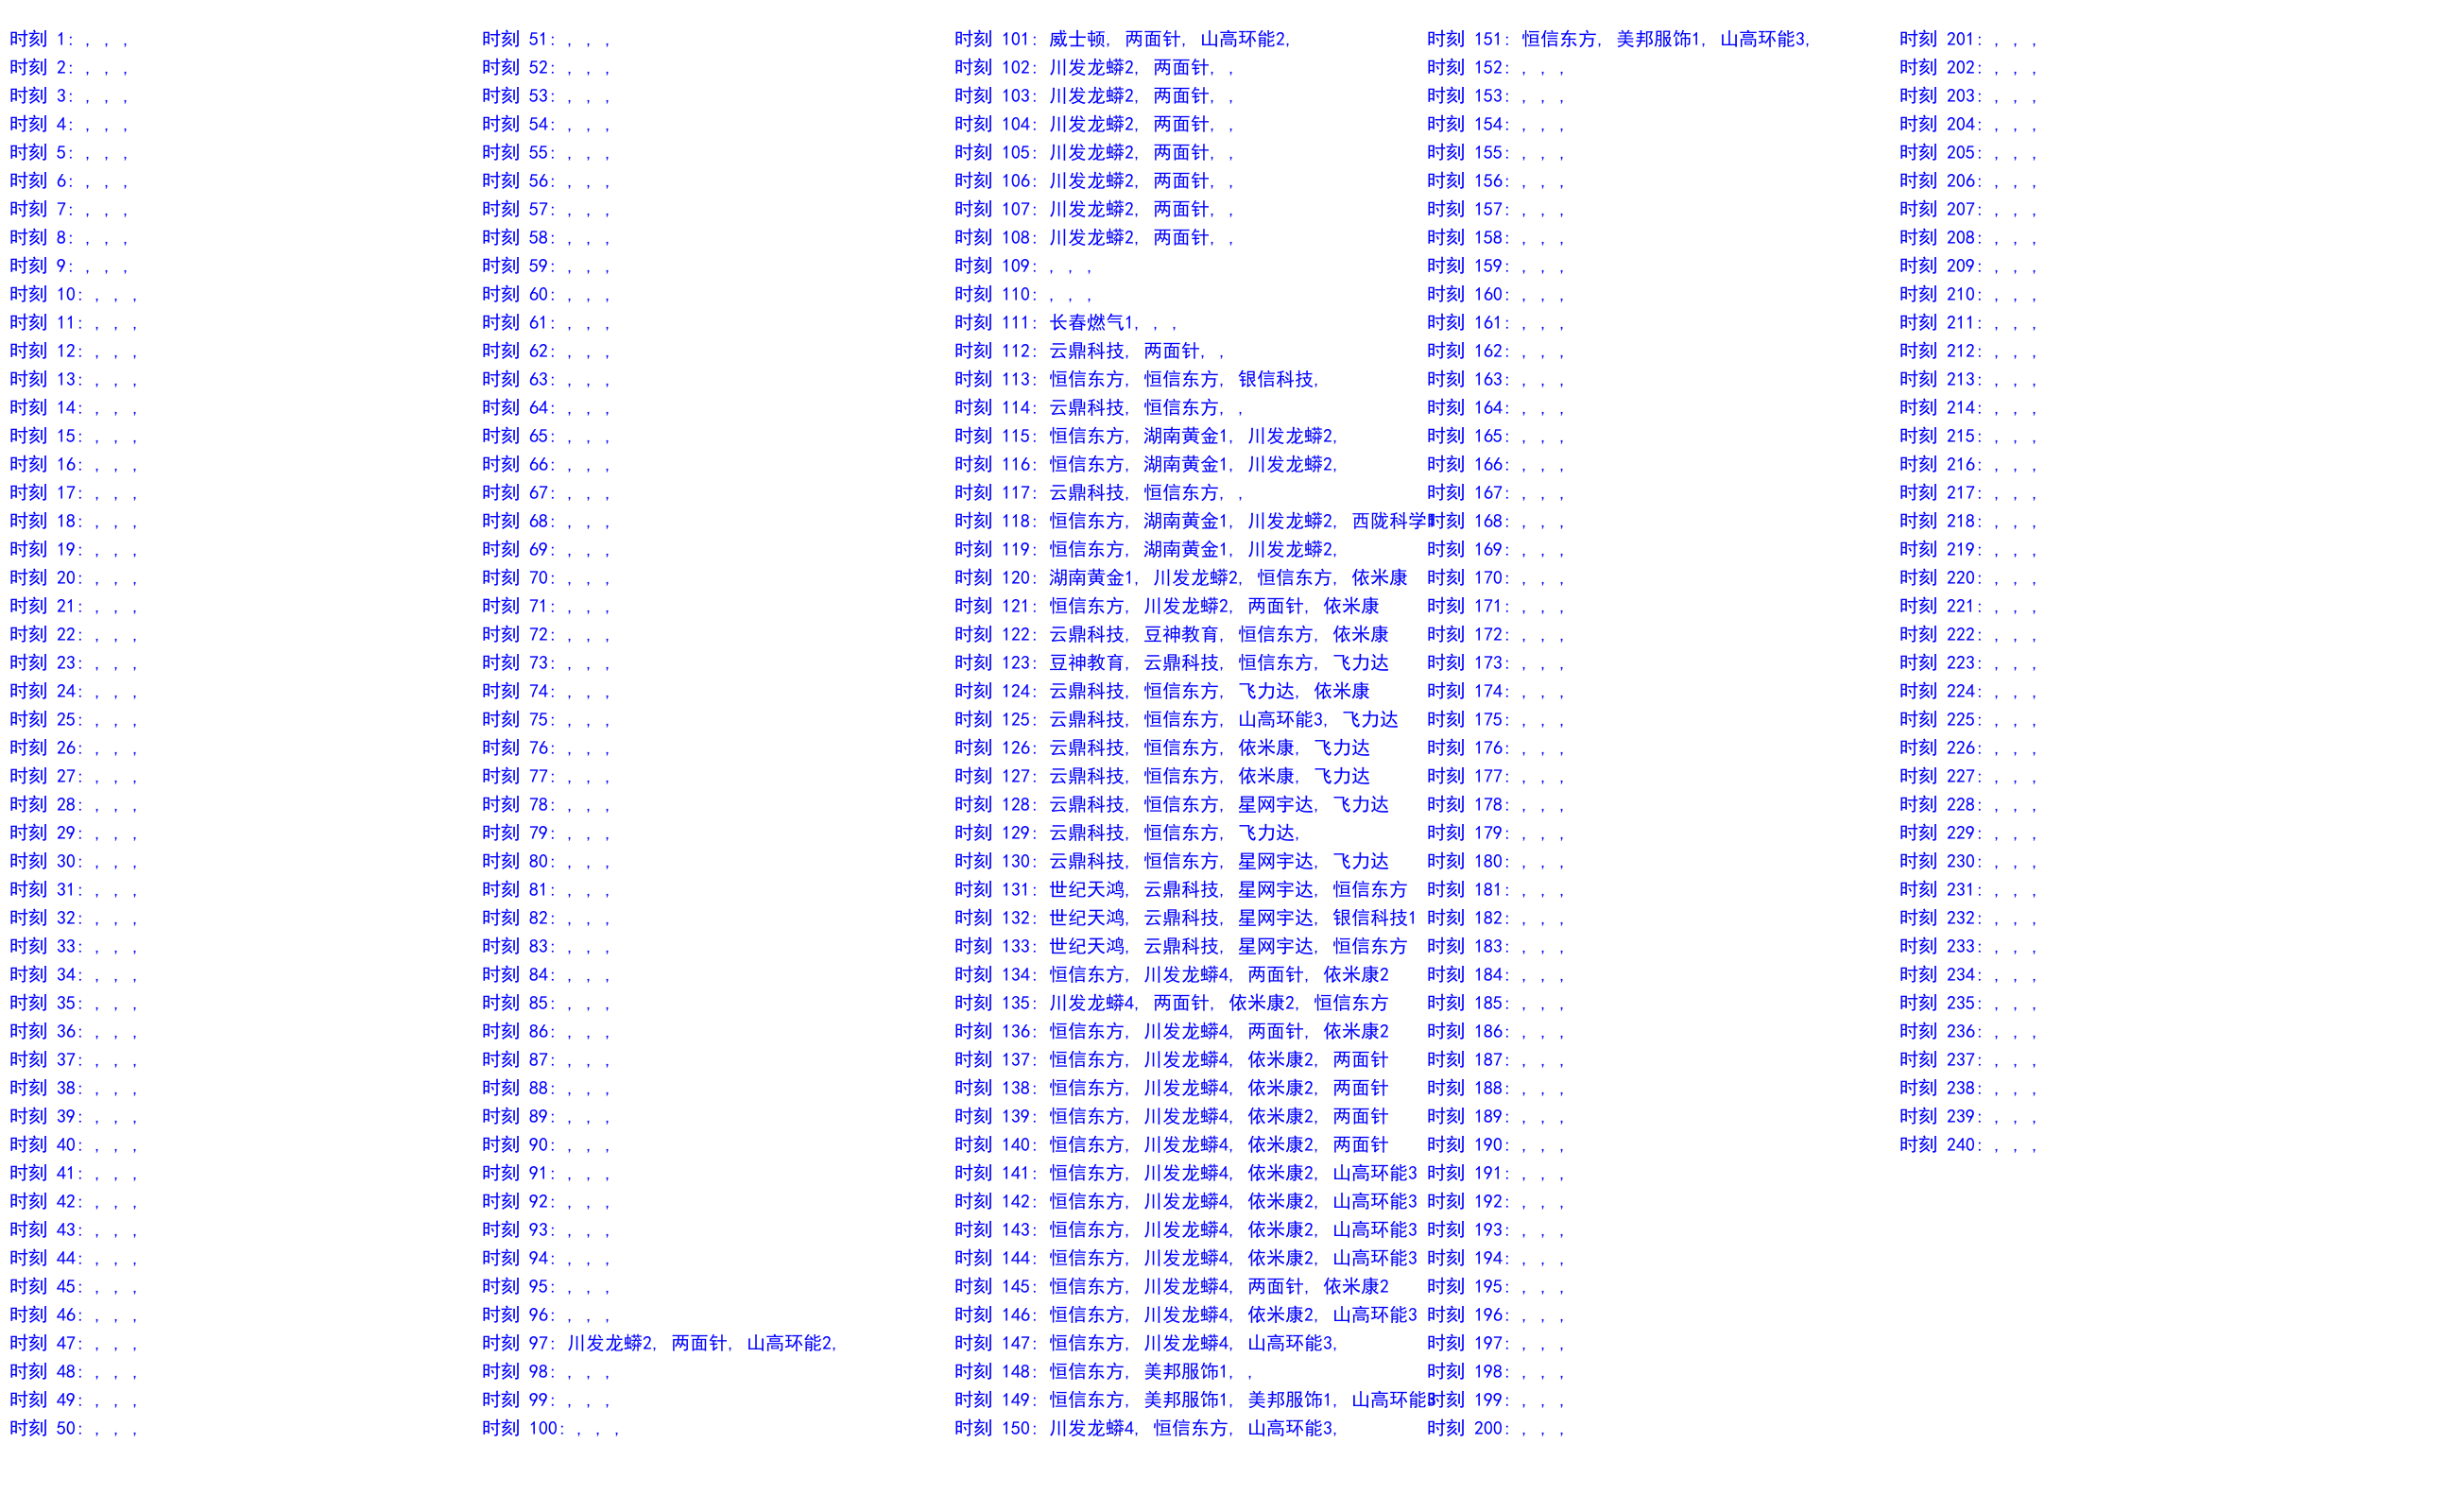 时刻 1: , , ,
时刻 2: , , ,
时刻 3: , , ,
时刻 4: , , ,
时刻 5: , , ,
时刻 6: , , ,
时刻 7: , , ,
时刻 8: , , ,
时刻 9: , , ,
时刻 10: , , ,
时刻 11: , , ,
时刻 12: , , ,
时刻 13: , , ,
时刻 14: , , ,
时刻 15: , , ,
时刻 16: , , ,
时刻 17: , , ,
时刻 18: , , ,
时刻 19: , , ,
时刻 20: , , ,
时刻 21: , , ,
时刻 22: , , ,
时刻 23: , , ,
时刻 24: , , ,
时刻 25: , , ,
时刻 26: , , ,
时刻 27: , , ,
时刻 28: , , ,
时刻 29: , , ,
时刻 30: , , ,
时刻 31: , , ,
时刻 32: , , ,
时刻 33: , , ,
时刻 34: , , ,
时刻 35: , , ,
时刻 36: , , ,
时刻 37: , , ,
时刻 38: , , ,
时刻 39: , , ,
时刻 40: , , ,
时刻 41: , , ,
时刻 42: , , ,
时刻 43: , , ,
时刻 44: , , ,
时刻 45: , , ,
时刻 46: , , ,
时刻 47: , , ,
时刻 48: , , ,
时刻 49: , , ,
时刻 50: , , ,
时刻 51: , , ,
时刻 52: , , ,
时刻 53: , , ,
时刻 54: , , ,
时刻 55: , , ,
时刻 56: , , ,
时刻 57: , , ,
时刻 58: , , ,
时刻 59: , , ,
时刻 60: , , ,
时刻 61: , , ,
时刻 62: , , ,
时刻 63: , , ,
时刻 64: , , ,
时刻 65: , , ,
时刻 66: , , ,
时刻 67: , , ,
时刻 68: , , ,
时刻 69: , , ,
时刻 70: , , ,
时刻 71: , , ,
时刻 72: , , ,
时刻 73: , , ,
时刻 74: , , ,
时刻 75: , , ,
时刻 76: , , ,
时刻 77: , , ,
时刻 78: , , ,
时刻 79: , , ,
时刻 80: , , ,
时刻 81: , , ,
时刻 82: , , ,
时刻 83: , , ,
时刻 84: , , ,
时刻 85: , , ,
时刻 86: , , ,
时刻 87: , , ,
时刻 88: , , ,
时刻 89: , , ,
时刻 90: , , ,
时刻 91: , , ,
时刻 92: , , ,
时刻 93: , , ,
时刻 94: , , ,
时刻 95: , , ,
时刻 96: , , ,
时刻 97: 川发龙蟒2, 两面针, 山高环能2,
时刻 98: , , ,
时刻 99: , , ,
时刻 100: , , ,
时刻 101: 威士顿, 两面针, 山高环能2,
时刻 102: 川发龙蟒2, 两面针, ,
时刻 103: 川发龙蟒2, 两面针, ,
时刻 104: 川发龙蟒2, 两面针, ,
时刻 105: 川发龙蟒2, 两面针, ,
时刻 106: 川发龙蟒2, 两面针, ,
时刻 107: 川发龙蟒2, 两面针, ,
时刻 108: 川发龙蟒2, 两面针, ,
时刻 109: , , ,
时刻 110: , , ,
时刻 111: 长春燃气1, , ,
时刻 112: 云鼎科技, 两面针, ,
时刻 113: 恒信东方, 恒信东方, 银信科技,
时刻 114: 云鼎科技, 恒信东方, ,
时刻 115: 恒信东方, 湖南黄金1, 川发龙蟒2,
时刻 116: 恒信东方, 湖南黄金1, 川发龙蟒2,
时刻 117: 云鼎科技, 恒信东方, ,
时刻 118: 恒信东方, 湖南黄金1, 川发龙蟒2, 西陇科学
时刻 119: 恒信东方, 湖南黄金1, 川发龙蟒2,
时刻 120: 湖南黄金1, 川发龙蟒2, 恒信东方, 依米康
时刻 121: 恒信东方, 川发龙蟒2, 两面针, 依米康
时刻 122: 云鼎科技, 豆神教育, 恒信东方, 依米康
时刻 123: 豆神教育, 云鼎科技, 恒信东方, 飞力达
时刻 124: 云鼎科技, 恒信东方, 飞力达, 依米康
时刻 125: 云鼎科技, 恒信东方, 山高环能3, 飞力达
时刻 126: 云鼎科技, 恒信东方, 依米康, 飞力达
时刻 127: 云鼎科技, 恒信东方, 依米康, 飞力达
时刻 128: 云鼎科技, 恒信东方, 星网宇达, 飞力达
时刻 129: 云鼎科技, 恒信东方, 飞力达,
时刻 130: 云鼎科技, 恒信东方, 星网宇达, 飞力达
时刻 131: 世纪天鸿, 云鼎科技, 星网宇达, 恒信东方
时刻 132: 世纪天鸿, 云鼎科技, 星网宇达, 银信科技1
时刻 133: 世纪天鸿, 云鼎科技, 星网宇达, 恒信东方
时刻 134: 恒信东方, 川发龙蟒4, 两面针, 依米康2
时刻 135: 川发龙蟒4, 两面针, 依米康2, 恒信东方
时刻 136: 恒信东方, 川发龙蟒4, 两面针, 依米康2
时刻 137: 恒信东方, 川发龙蟒4, 依米康2, 两面针
时刻 138: 恒信东方, 川发龙蟒4, 依米康2, 两面针
时刻 139: 恒信东方, 川发龙蟒4, 依米康2, 两面针
时刻 140: 恒信东方, 川发龙蟒4, 依米康2, 两面针
时刻 141: 恒信东方, 川发龙蟒4, 依米康2, 山高环能3
时刻 142: 恒信东方, 川发龙蟒4, 依米康2, 山高环能3
时刻 143: 恒信东方, 川发龙蟒4, 依米康2, 山高环能3
时刻 144: 恒信东方, 川发龙蟒4, 依米康2, 山高环能3
时刻 145: 恒信东方, 川发龙蟒4, 两面针, 依米康2
时刻 146: 恒信东方, 川发龙蟒4, 依米康2, 山高环能3
时刻 147: 恒信东方, 川发龙蟒4, 山高环能3,
时刻 148: 恒信东方, 美邦服饰1, ,
时刻 149: 恒信东方, 美邦服饰1, 美邦服饰1, 山高环能
时刻 150: 川发龙蟒4, 恒信东方, 山高环能3,
时刻 151: 恒信东方, 美邦服饰1, 山高环能3,
时刻 152: , , ,
时刻 153: , , ,
时刻 154: , , ,
时刻 155: , , ,
时刻 156: , , ,
时刻 157: , , ,
时刻 158: , , ,
时刻 159: , , ,
时刻 160: , , ,
时刻 161: , , ,
时刻 162: , , ,
时刻 163: , , ,
时刻 164: , , ,
时刻 165: , , ,
时刻 166: , , ,
时刻 167: , , ,
时刻 168: , , ,
时刻 169: , , ,
时刻 170: , , ,
时刻 171: , , ,
时刻 172: , , ,
时刻 173: , , ,
时刻 174: , , ,
时刻 175: , , ,
时刻 176: , , ,
时刻 177: , , ,
时刻 178: , , ,
时刻 179: , , ,
时刻 180: , , ,
时刻 181: , , ,
时刻 182: , , ,
时刻 183: , , ,
时刻 184: , , ,
时刻 185: , , ,
时刻 186: , , ,
时刻 187: , , ,
时刻 188: , , ,
时刻 189: , , ,
时刻 190: , , ,
时刻 191: , , ,
时刻 192: , , ,
时刻 193: , , ,
时刻 194: , , ,
时刻 195: , , ,
时刻 196: , , ,
时刻 197: , , ,
时刻 198: , , ,
时刻 199: , , ,
时刻 200: , , ,
时刻 201: , , ,
时刻 202: , , ,
时刻 203: , , ,
时刻 204: , , ,
时刻 205: , , ,
时刻 206: , , ,
时刻 207: , , ,
时刻 208: , , ,
时刻 209: , , ,
时刻 210: , , ,
时刻 211: , , ,
时刻 212: , , ,
时刻 213: , , ,
时刻 214: , , ,
时刻 215: , , ,
时刻 216: , , ,
时刻 217: , , ,
时刻 218: , , ,
时刻 219: , , ,
时刻 220: , , ,
时刻 221: , , ,
时刻 222: , , ,
时刻 223: , , ,
时刻 224: , , ,
时刻 225: , , ,
时刻 226: , , ,
时刻 227: , , ,
时刻 228: , , ,
时刻 229: , , ,
时刻 230: , , ,
时刻 231: , , ,
时刻 232: , , ,
时刻 233: , , ,
时刻 234: , , ,
时刻 235: , , ,
时刻 236: , , ,
时刻 237: , , ,
时刻 238: , , ,
时刻 239: , , ,
时刻 240: , , ,